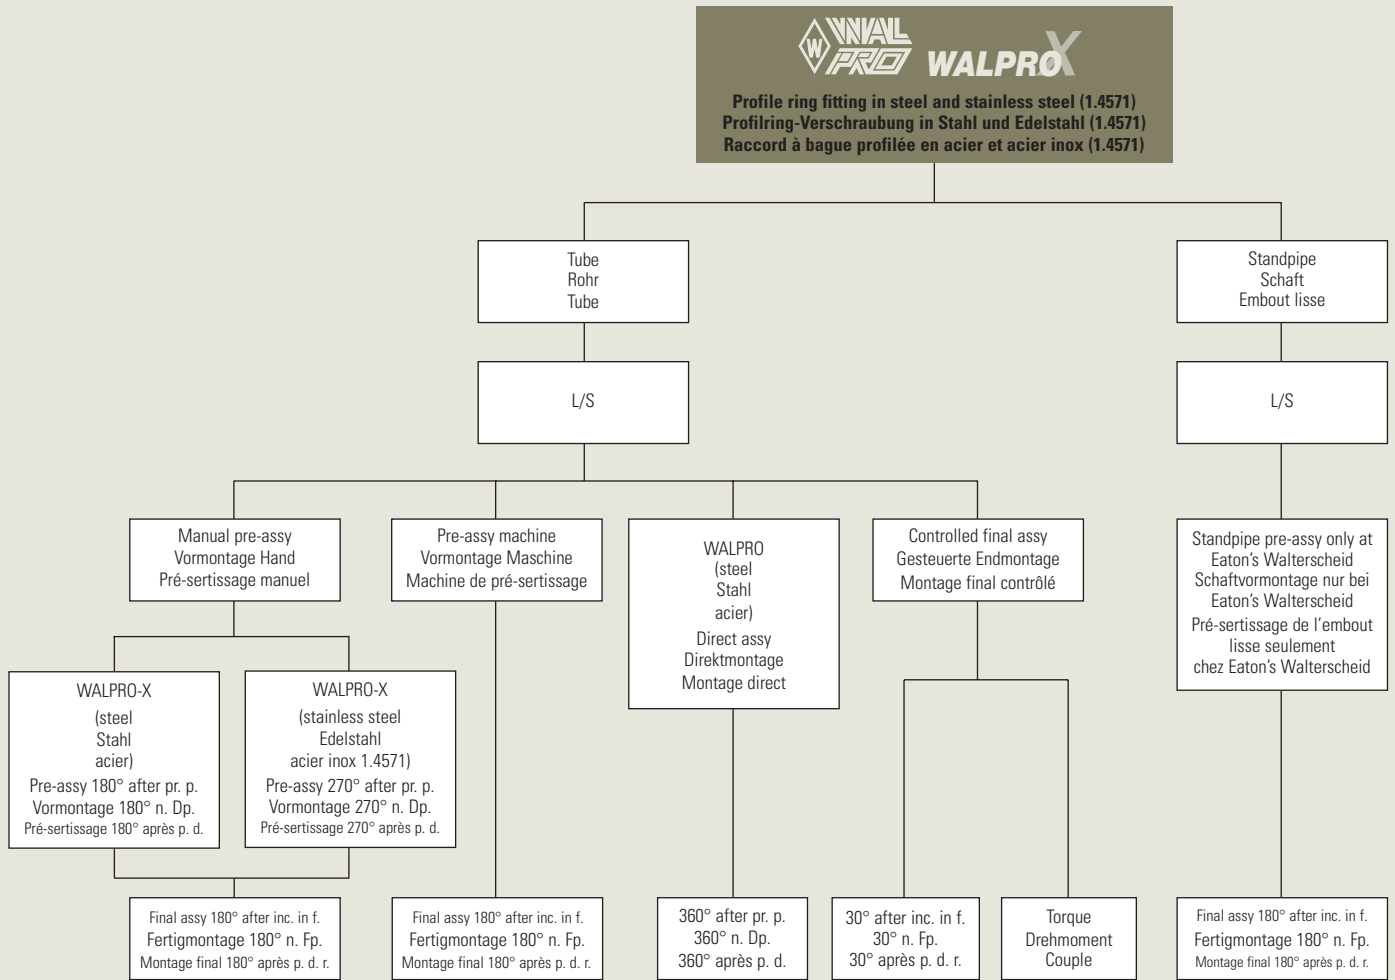 W WAL
PRO
WALPROX
Profile ring fitting in steel and stainless steel (1.4571)
Profilring-Verschraubung in Stahl und Edelstahl (1.4571)
Raccord à bague profilée en acier et acier inox (1.4571)
Tube
Rohr
Tube
Standpipe
Schaft
Embout lisse
L/S
L/S
Manual pre-assy
Vormontage Hand
Pré-sertissage manuel
Pre-assy machine
Vormontage Maschine
Machine de pré-sertissage
WALPRO
(steel
Stahl
acier)
Direct assy
Direktmontage
Montage direct
Controlled final assy
Gesteuerte Endmontage
Montage final contrôlé
Standpipe pre-assy only at
Eaton's Walterscheid
Schaftvormontage nur bei
Eaton's Walterscheid
Pré-sertissage de l'embout
lisse seulement
chez Eaton's Walterscheid
WALPRO-X
(steel
Stahl
acier)
Pre-assy 180° after pr. p.
Vormontage 180° n. Dp.
Pré-sertissage 180° après p. d.
WALPRO-X
(stainless steel
Edelstahl
acier inox 1.4571)
Pre-assy 270° after pr. p.
Vormontage 270° n. Dp.
Pré-sertissage 270° après p. d.
Final assy 180° after inc. in f.
Fertigmontage 180° n. Fp.
Montage final 180° après p. d. r.
Final assy 180° after inc. in f.
Fertigmontage 180° n. Fp.
Montage final 180° après p. d. r.
360° after pr. p.
360° n. Dp.
360° après p. d.
30° after inc. in f.
30° n. Fp.
30° après p. d. r.
Torque
Drehmoment
Couple
Final assy 180° after inc. in f.
Fertigmontage 180° n. Fp.
Montage final 180° après p. d. r.